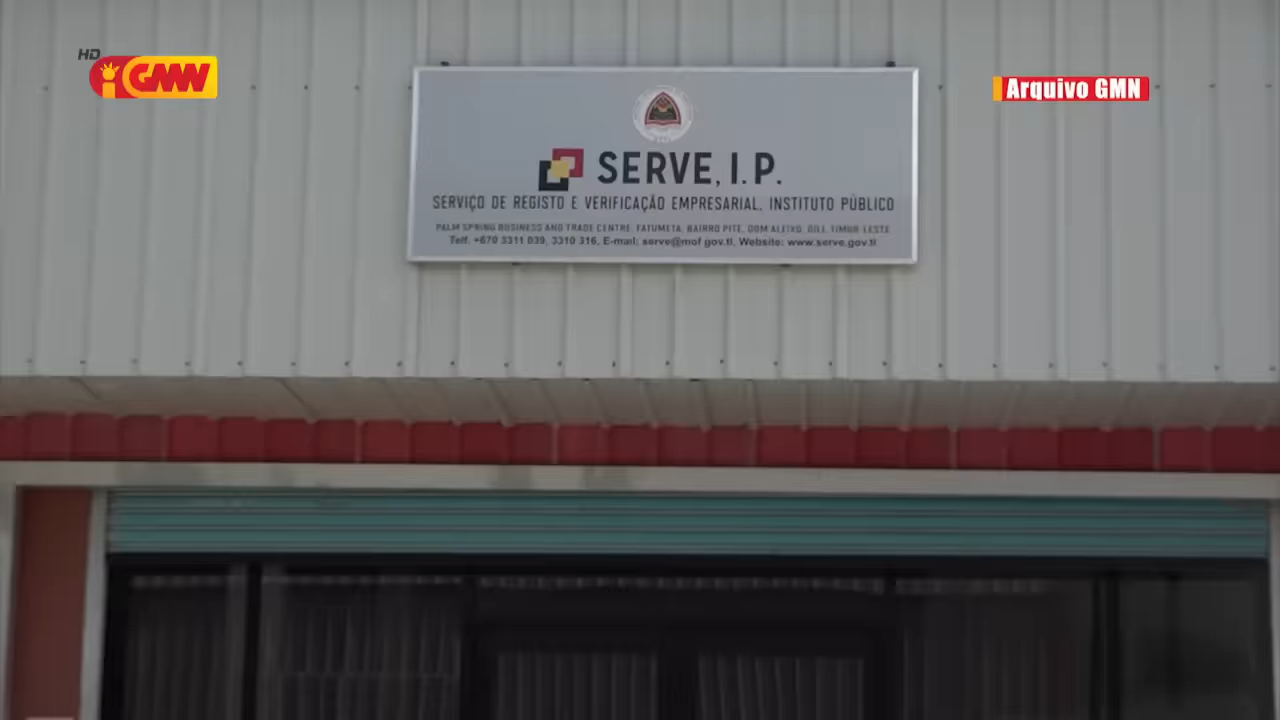 HD
GMN
Arquivo GMN
SERVE, I.P.
SERVIÇO DE REGISTO E VERIFICAÇÃO EMPRESARIAL, INSTITUTO PÚBLICO
PALM SPRING BUSINESS AND TRADE CENTRE, FATUMETA, BAIRRO PITE, DOM ALEIXO, DILI, TIMOR-LESTE
Telf. +670 3311 039, 3310 316, E-mail: serve@mof.gov.tl, Website: www.serve.gov.tl